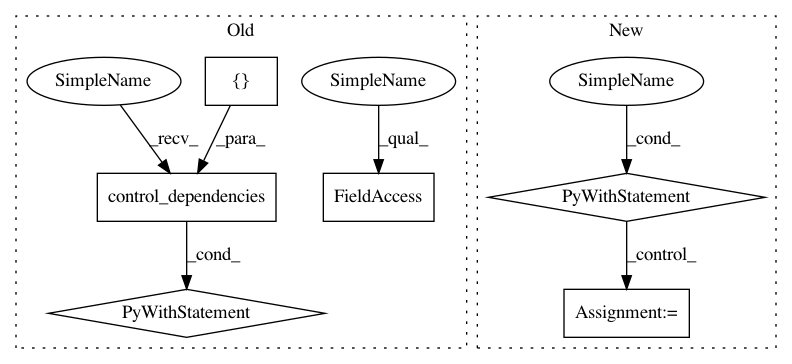 Old
New
SimpleName
{}
SimpleName
SimpleName
_recv_
_para_
_qual_
_cond_
control_dependencies
FieldAccess
PyWithStatement
_cond_
_control_
PyWithStatement
Assignment:=